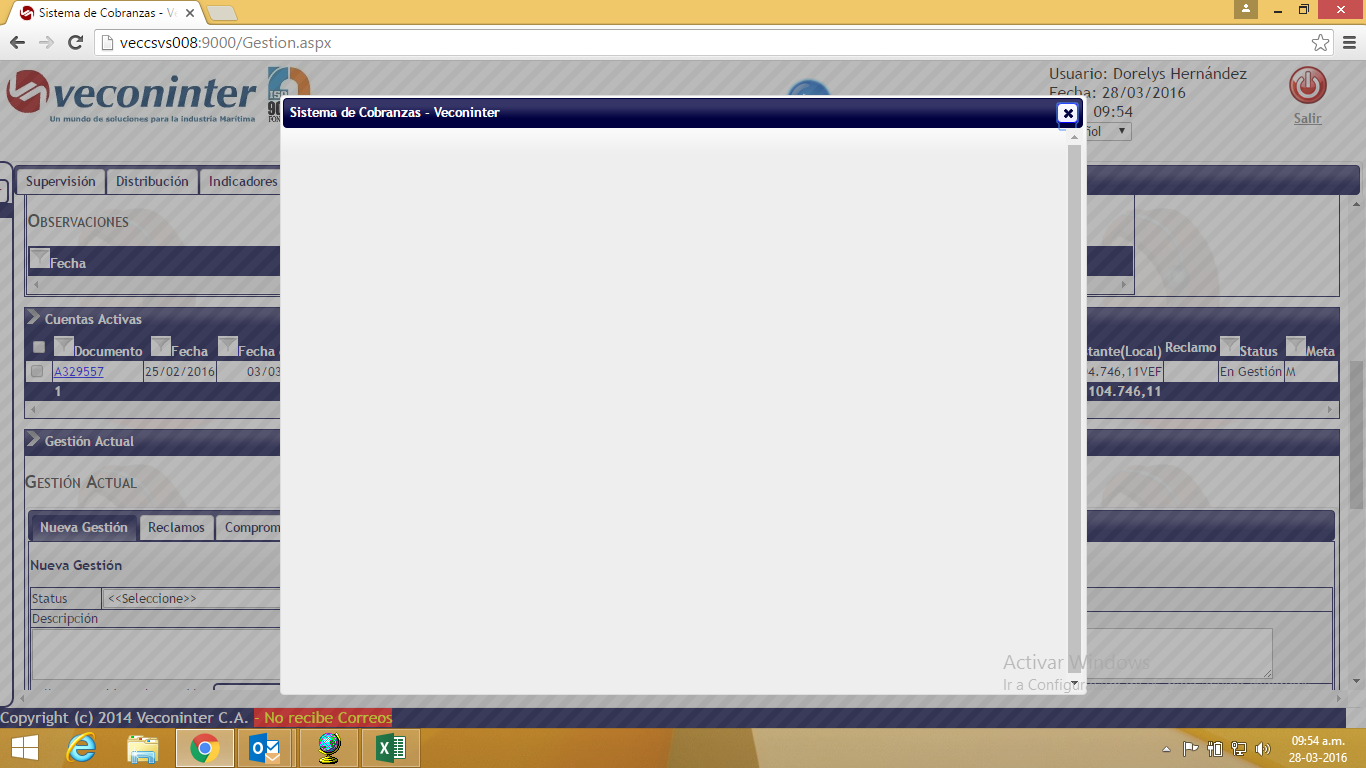 Sistema de Cobranzas - V
veccsvs008:9000/Gestion.aspx
veconinter
Un mundo de soluciones para la industria Marítima
ISO
Usuario: Dorelys Hernández
Fecha: 28/03/2016
09:54
Salir
Sistema de Cobranzas - Veconinter
Supervisión
Distribución
Indicadores
Observaciones
Fecha
Cuentas Activas
Documento Fecha Fecha
tante(Local) Reclamo Status Meta
A329557 25/02/2016 03/03
4.746,11VEF En Gestión M
1
104.746,11
Gestión Actual
Gestión Actual
Nueva Gestión
Reclamos
Comprom
Nueva Gestión
Status <<Seleccione>>
Descripción
Activar Windows
Ir a Configur
Copyright (c) 2014 Veconinter C.A. - No recibe Correos
09:54 a.m.
28-03-2016